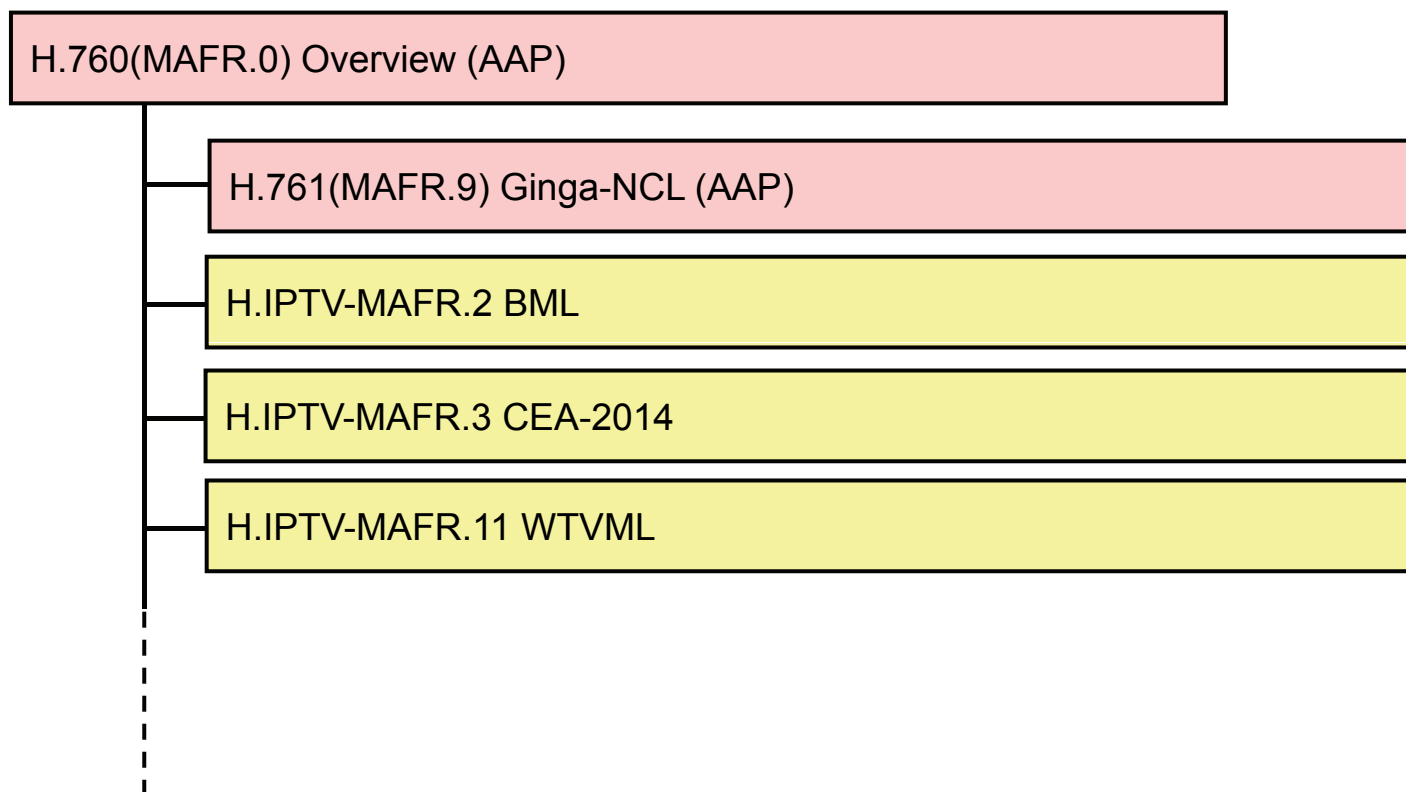 H.760(MAFR.0) Overview (AAP)
H.761(MAFR.9) Ginga-NCL (AAP)
H.IPTV-MAFR.2 BML
H.IPTV-MAFR.3 CEA-2014
H.IPTV-MAFR.11 WTVML